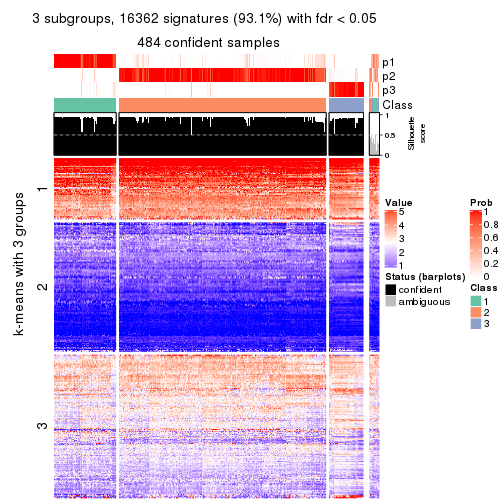 3 subgroups, 16362 signatures (93.1%) with fdr < 0.05
484 confident samples
p1
p2
p3
Class
1
0.5
0
Silhouette
score
k-means with 3 groups
1
2
3
Value
5
4
3
2
1
Status (barplots)
confident
ambiguous
Prob
1
0.8
0.6
0.4
0.2
0
Class
1
2
3